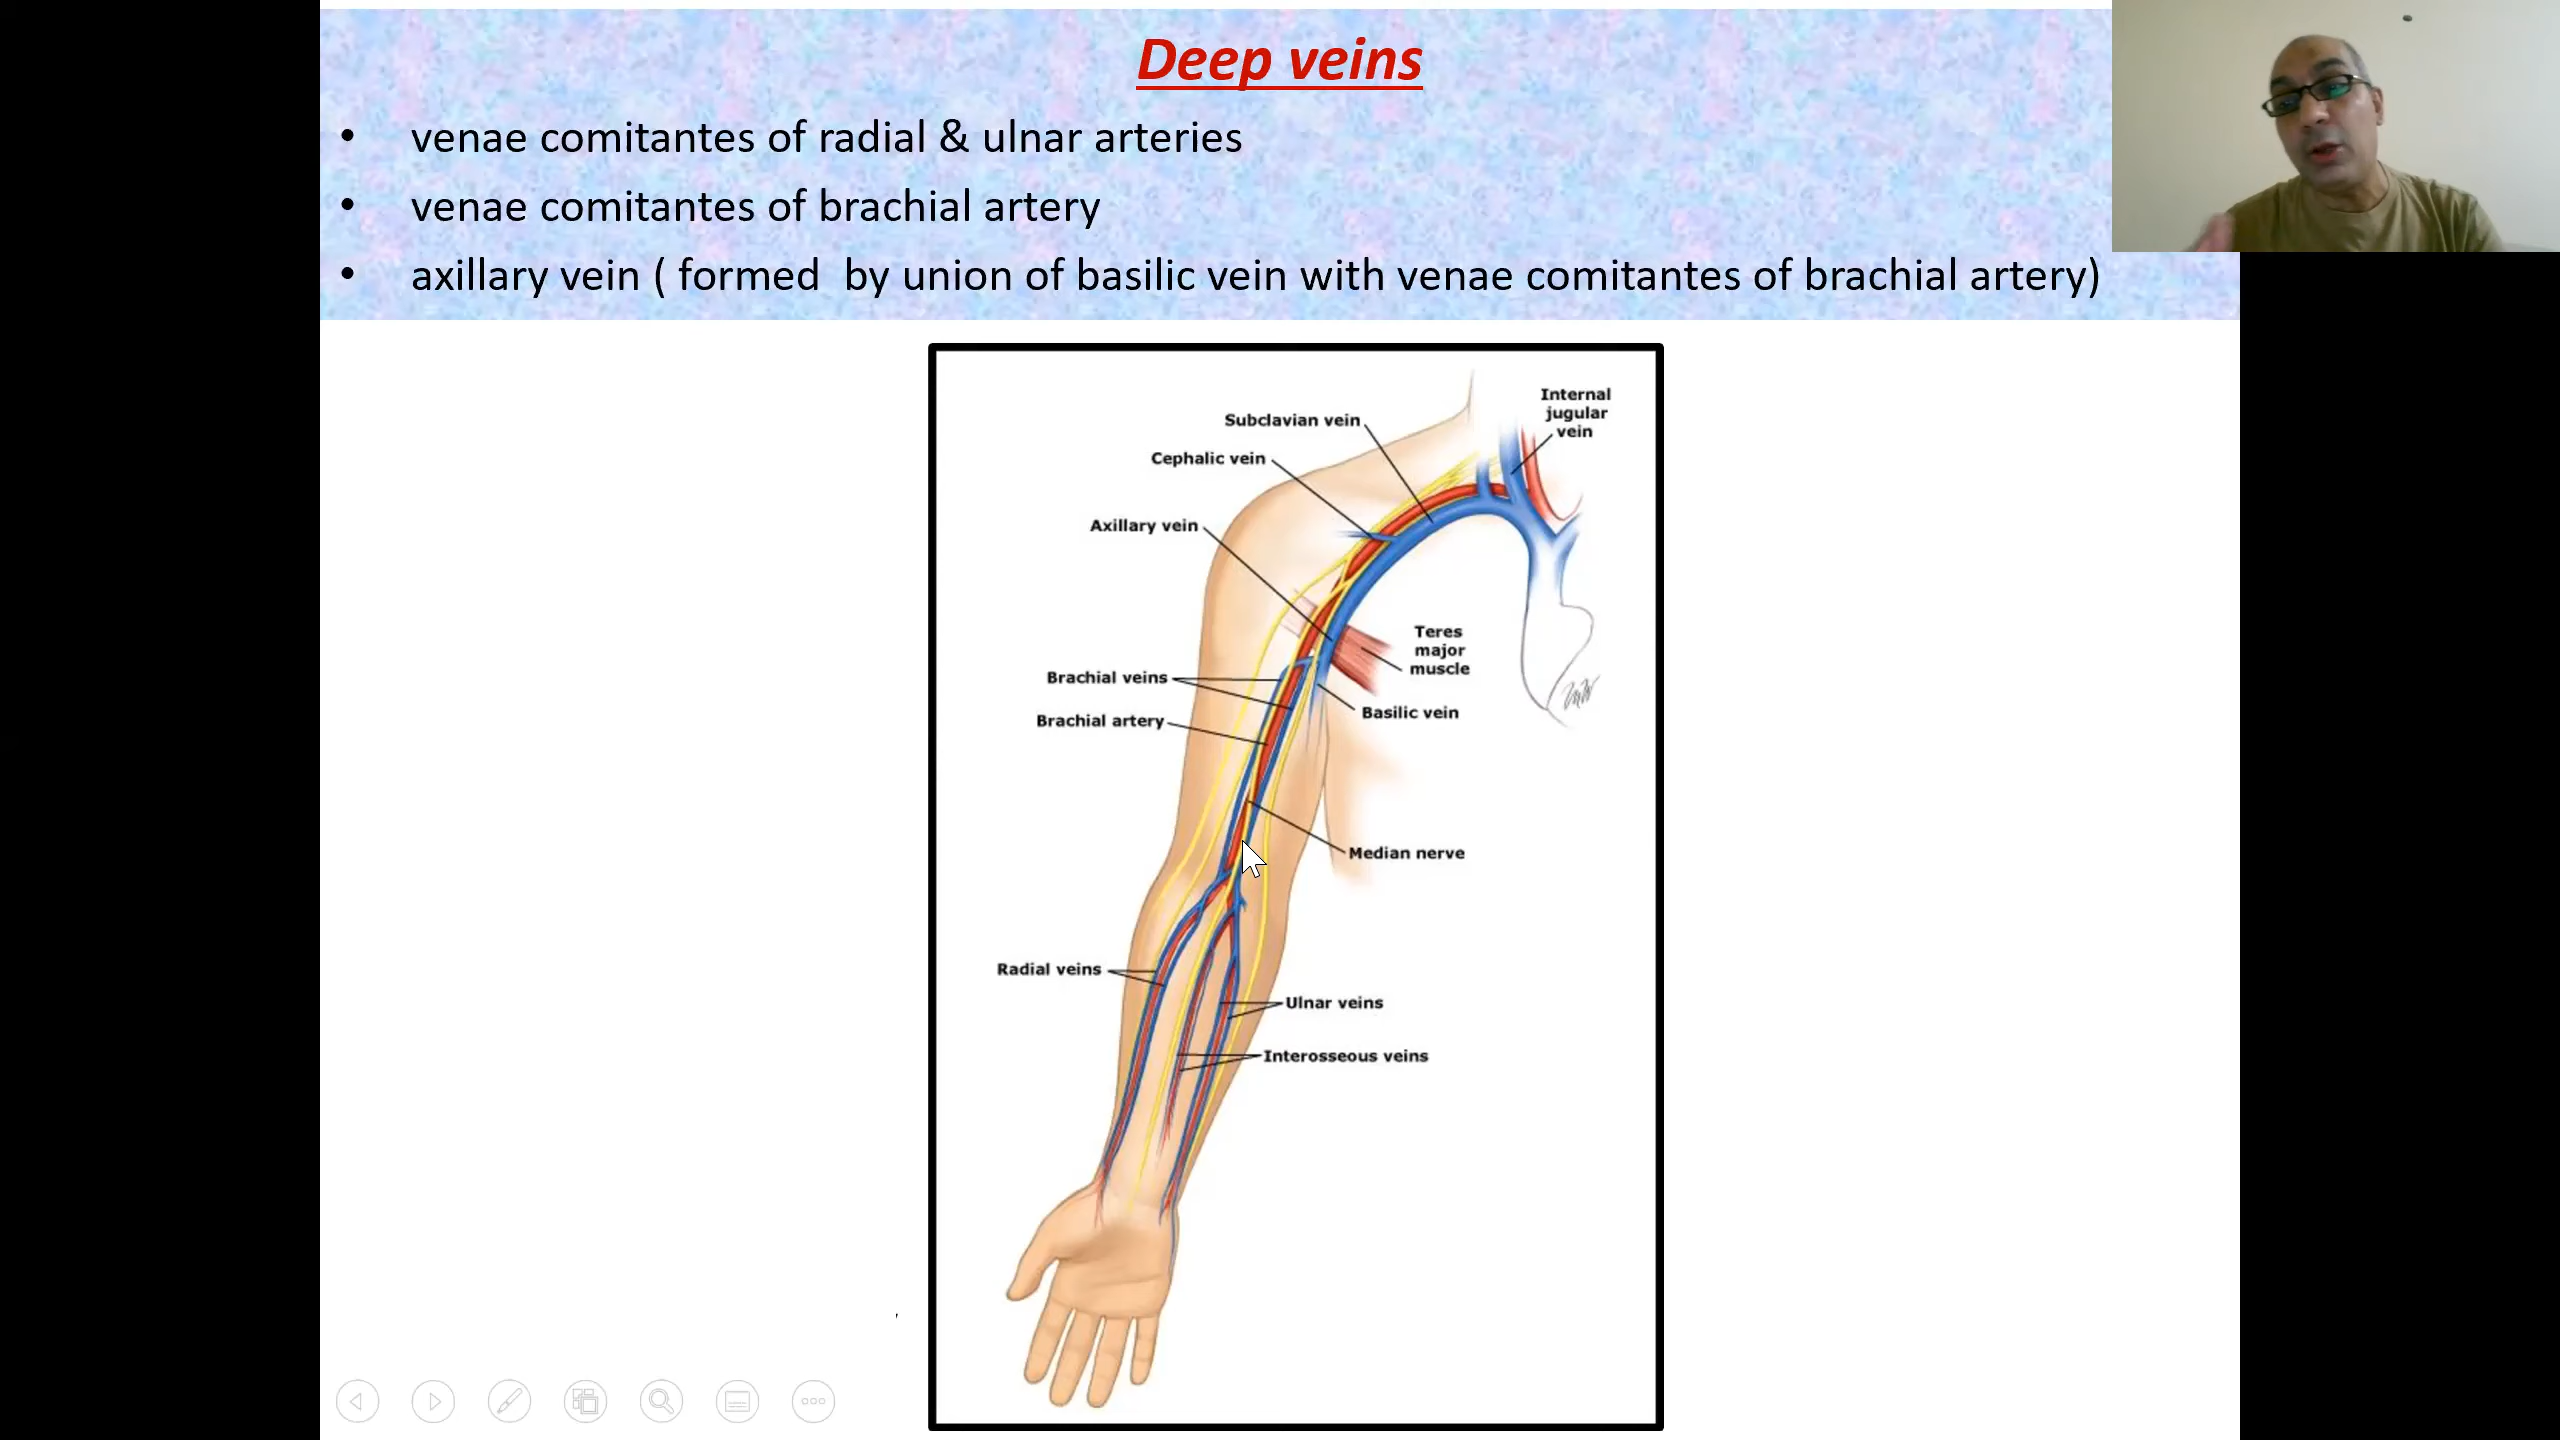 Deep veins
• venae comitantes of radial & ulnar arteries
• venae comitantes of brachial artery
• axillary vein ( formed  by union of basilic vein with venae comitantes of brachial artery)
Internal
jugular
vein
Subclavian vein
Cephalic vein
Axillary vein
Teres
major
muscle
Brachial veins
Basilic vein
Brachial artery
Median nerve
Radial veins
Ulnar veins
Interosseous veins